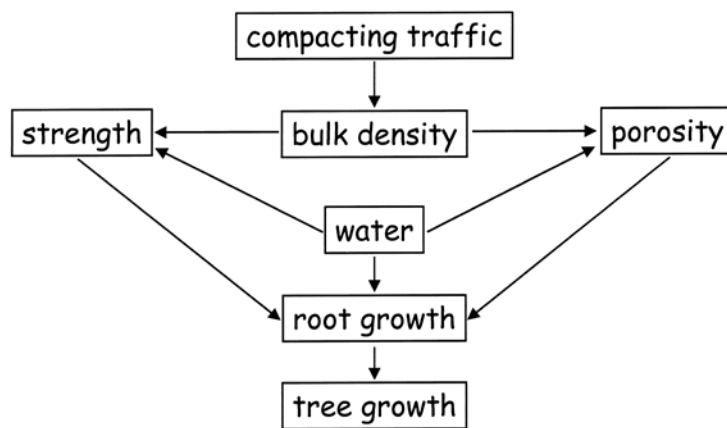 compacting traffic
strength
bulk density
porosity
water
root growth
tree growth